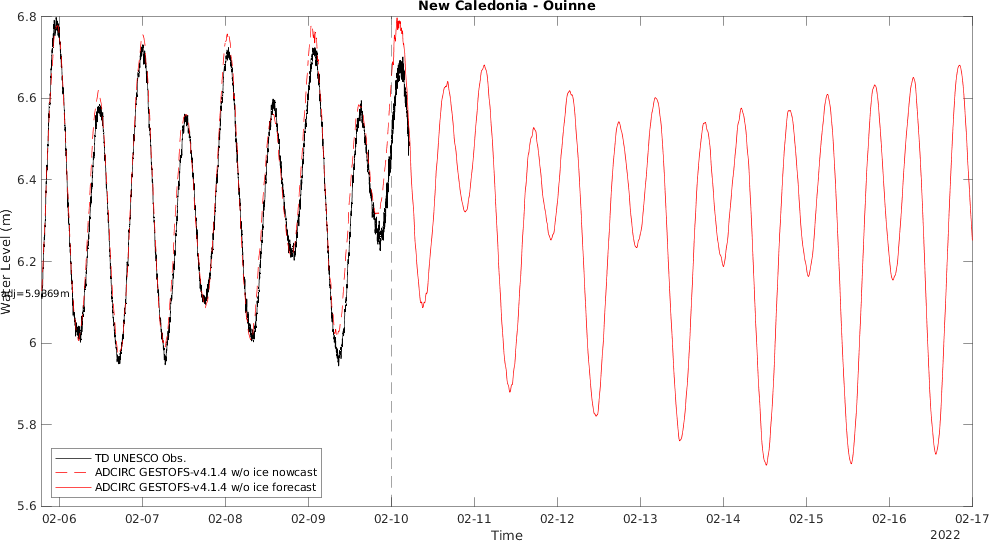 New Caledonia - Ouinne
6.8
6.6
6.4
6.2
6
5.8
5.6
Water Level (m)
adj=5.9369m
TD UNESCO Obs.
ADCIRC GESTOFS-v4.1.4 w/o ice nowcast
ADCIRC GESTOFS-v4.1.4 w/o ice forecast
02-06 02-07 02-08 02-09 02-10 02-11 02-12 02-13 02-14 02-15 02-16 02-17
Time
2022